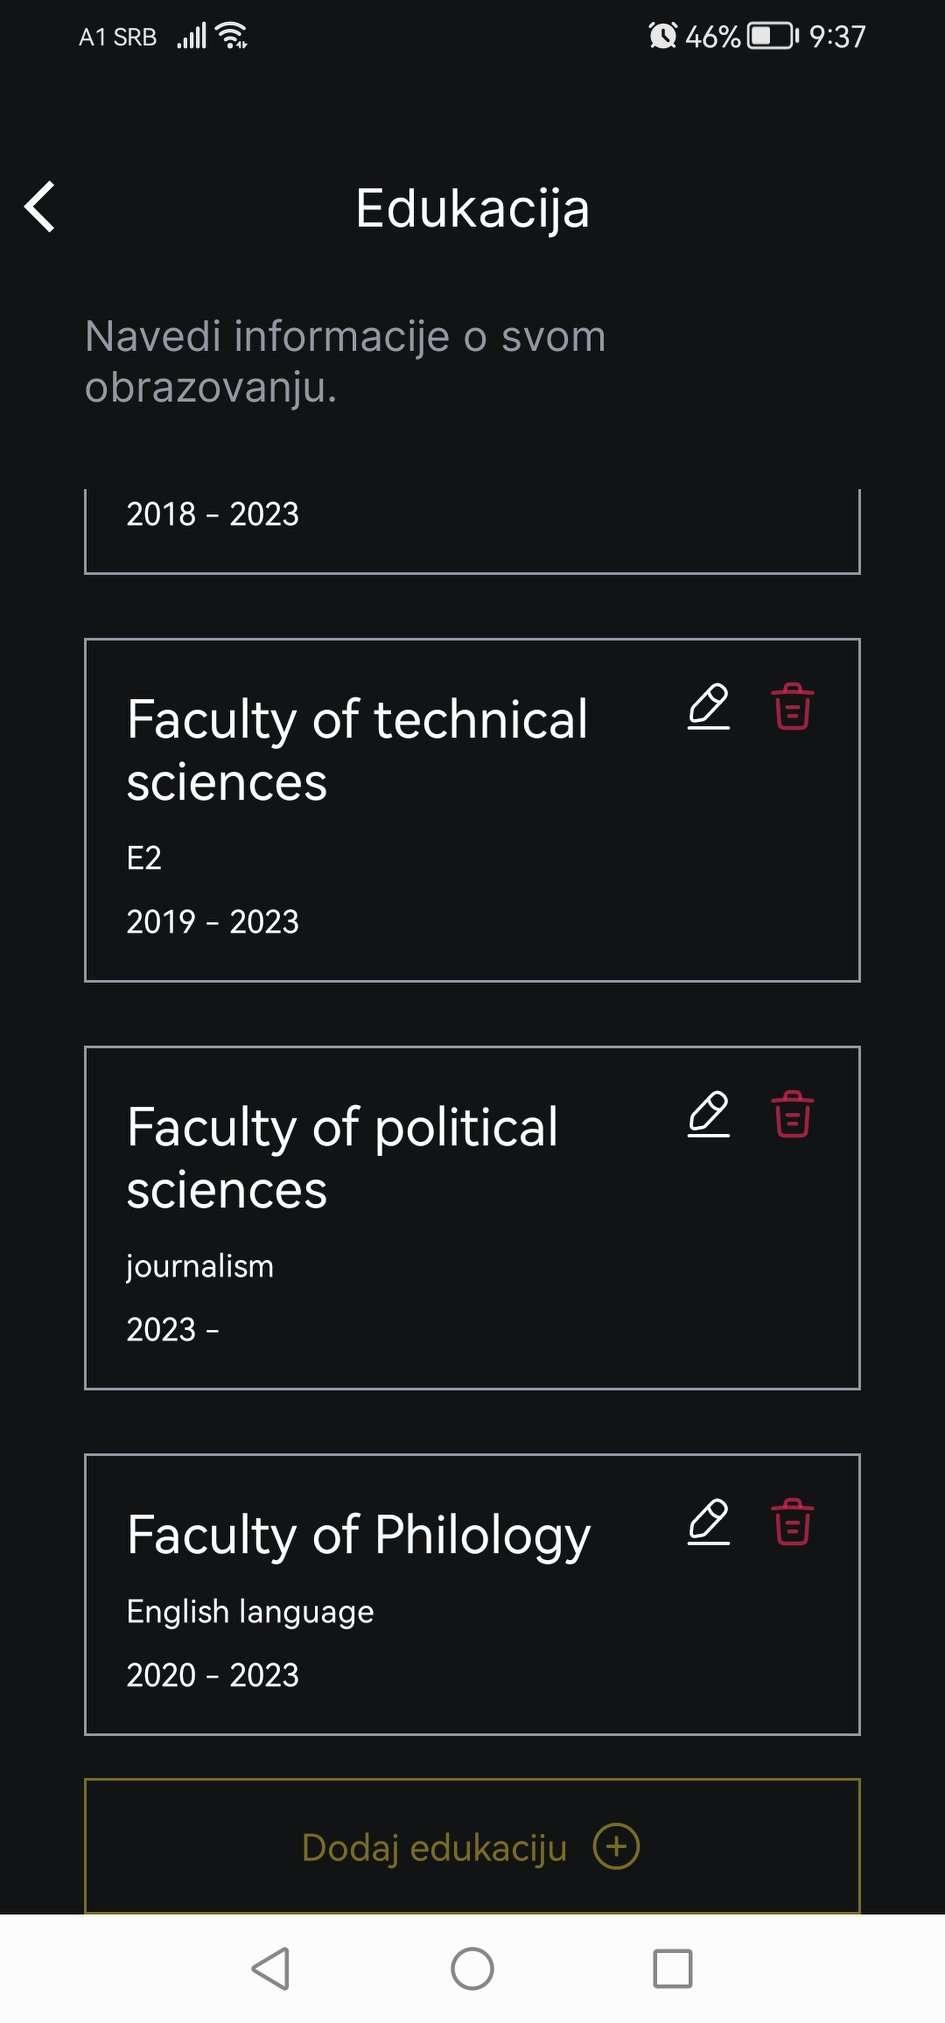 A1 SRB
46% 9:37
Edukacija
Navedi informacije o svom
obrazovanju.
2018 - 2023
Faculty of technical
sciences
E2
2019 - 2023
Faculty of political
sciences
journalism
2023 -
Faculty of Philology
English language
2020 - 2023
Dodaj edukaciju